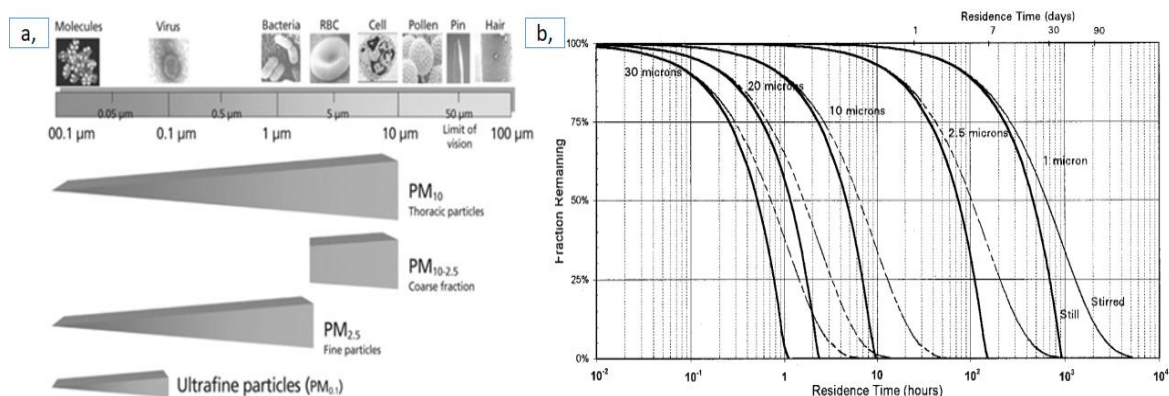 a,
Molecules Virus Bacteria RBC Cell Pollen Pin Hair
0.05 µm 0.5 µm 5 µm 50 µm
00.1 µm 0.1 µm 1 µm 10 µm Limit of vision 100 µm
PM10
Thoracic particles
PM10-2.5
Coarse fraction
PM2.5
Fine particles
Ultrafine particles (PM0.1)
b,
Residence Time (days)
1 7 30 90
100%
75%
50%
25%
0%
Fraction Remaining
30 microns
20 microns
10 microns
2.5 microns
1 micron
Still
Stirred
10-2 10-1 1 10 102 103 104
Residence Time (hours)